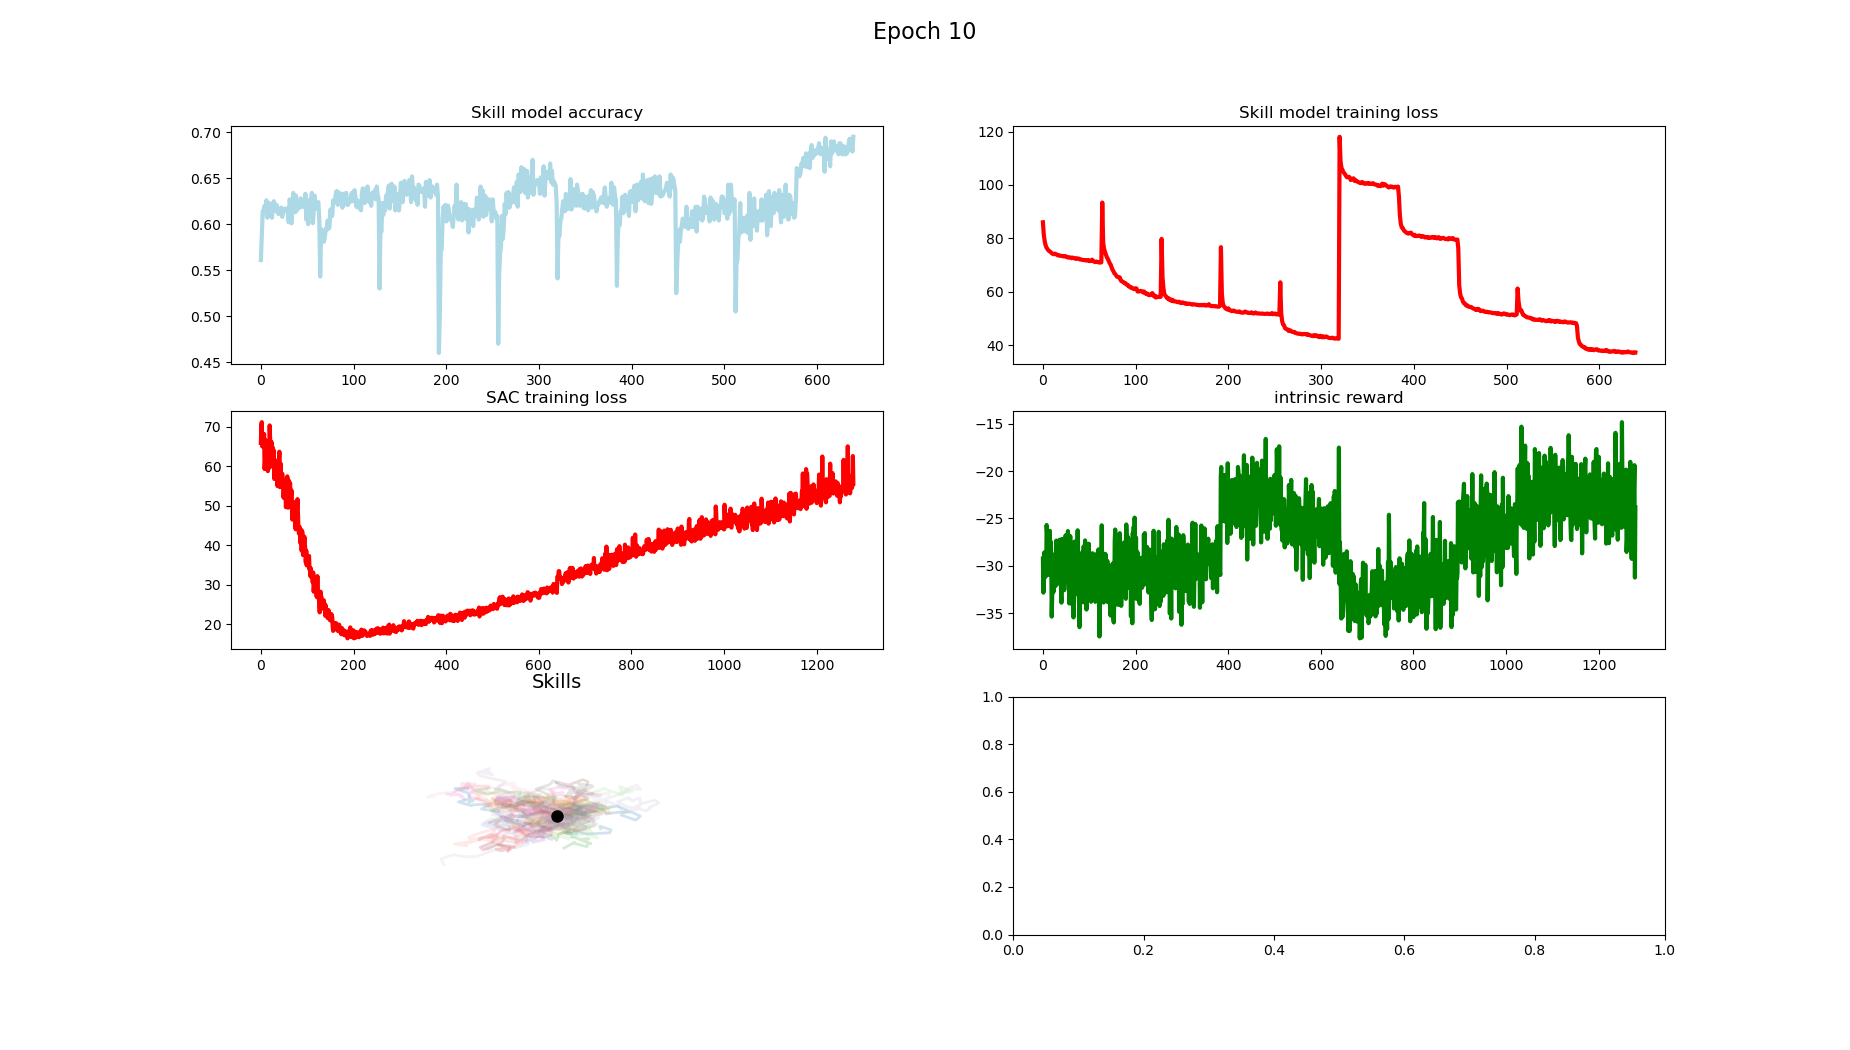 Epoch 10
Skill model accuracy
0.70
0.65
0.60
0.55
0.50
0.45
0 100 200 300 400 500 600
Skill model training loss
120
100
80
60
40
0 100 200 300 400 500 600
SAC training loss
70
60
50
40
30
20
0 200 400 600 800 1000 1200
intrinsic reward
−15
−20
−25
−30
−35
0 200 400 600 800 1000 1200
Skills
1.0
0.8
0.6
0.4
0.2
0.0
0.0 0.2 0.4 0.6 0.8 1.0